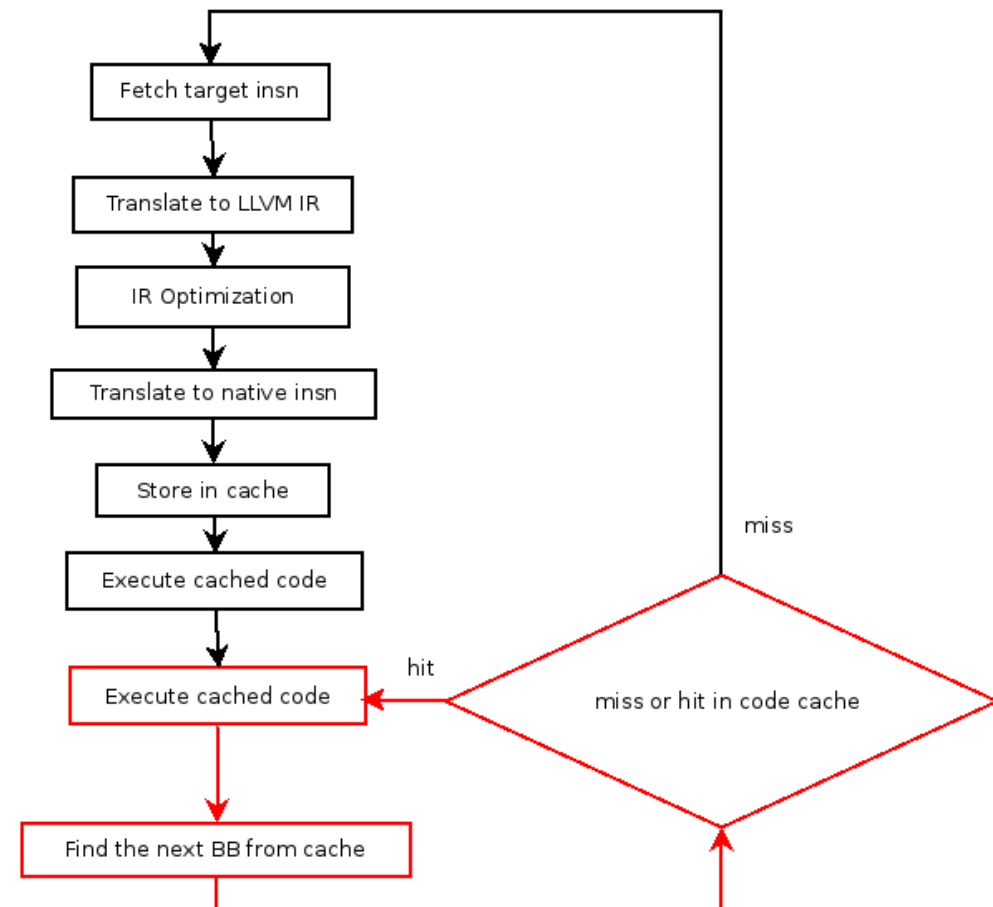 Fetch target insn
Translate to LLVM IR
IR Optimization
Translate to native insn
Store in cache
miss
Execute cached code
hit
Execute cached code
miss or hit in code cache
Find the next BB from cache